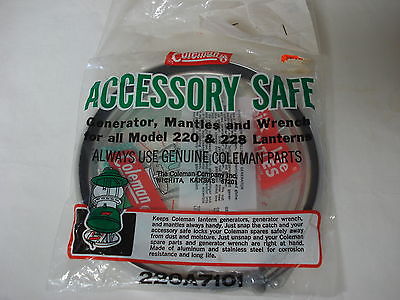 Coleman
ACCESSORY SAFE
Generator, Mantles and Wrench
for all Model 220 & 228 Lanterns
ALWAYS USE GENUINE COLEMAN PARTS
The Coleman Company, Inc.
WICHITA, KANSAS 67201
Coleman
Keeps Coleman lantern generators, generator wrench,
and mantles always handy. Just snap the catch and your
accessory safe locks your Coleman spares safely away
from dust and moisture. Just unsnap and your Coleman
spare parts and generator wrench are right at hand.
Made of aluminum and stainless steel for corrosion
resistance and long life.
220A7101